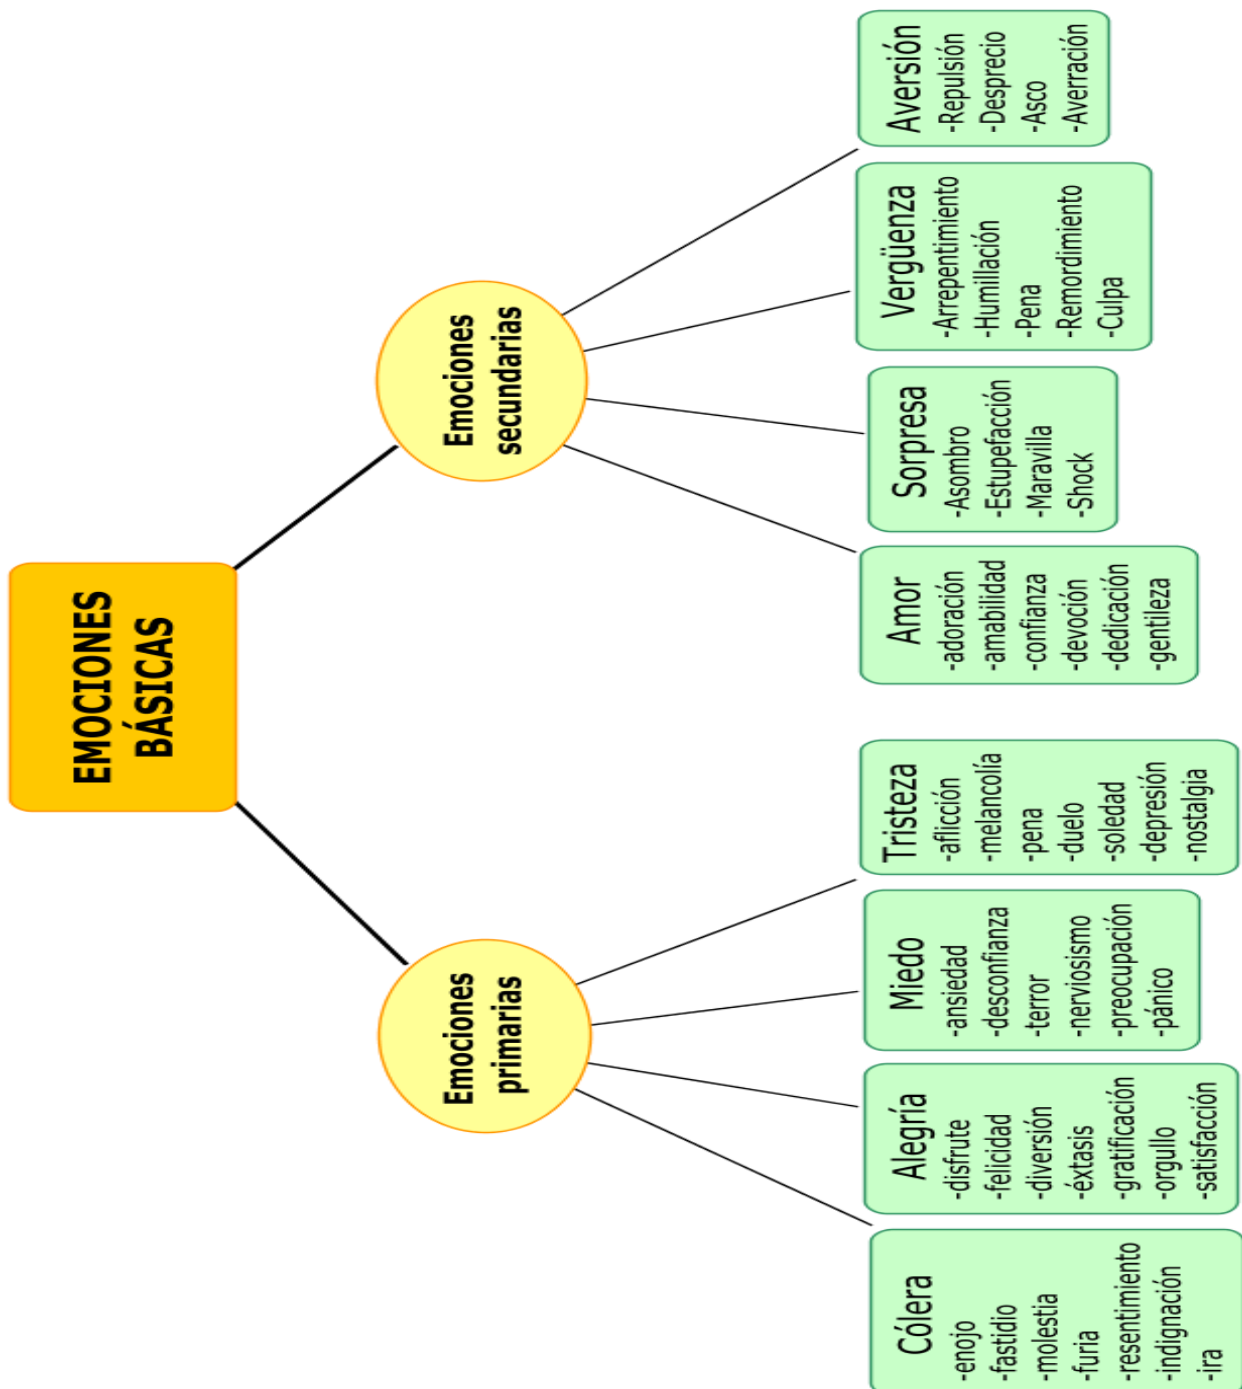 EMOCIONES
BÁSICAS
Emociones
primarias
Emociones
secundarias
Cólera
-enojo
-fastidio
-molestia
-furia
-resentimiento
-indignación
-ira
Alegría
-disfrute
-felicidad
-diversión
-éxtasis
-gratificación
-orgullo
-satisfacción
Miedo
-ansiedad
-desconfianza
-terror
-nerviosismo
-preocupación
-pánico
Tristeza
-aflicción
-melancolía
-pena
-duelo
-soledad
-depresión
-nostalgia
Amor
-adoración
-amabilidad
-confianza
-devoción
-dedicación
-gentileza
Sorpresa
-Asombro
-Estupefacción
-Maravilla
-Shock
Vergüenza
-Arrepentimiento
-Humillación
-Pena
-Remordimiento
-Culpa
Aversión
-Repulsión
-Desprecio
-Asco
-Averración